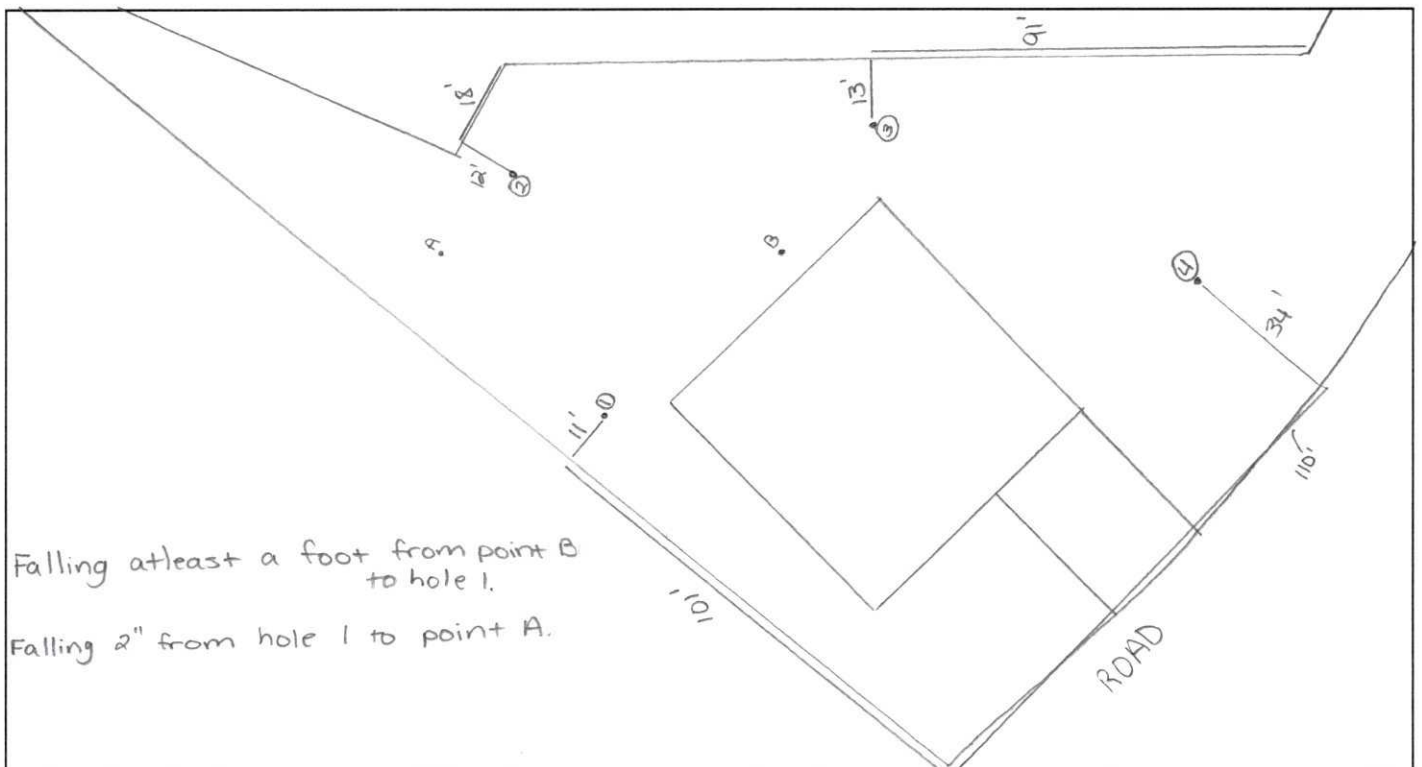 91'
18'
13'
③
12'
②
A
B
④
34'
11'
①
110'
Falling atleast a foot from point B
to hole 1.
101'
Falling 2" from hole 1 to point A.
ROAD